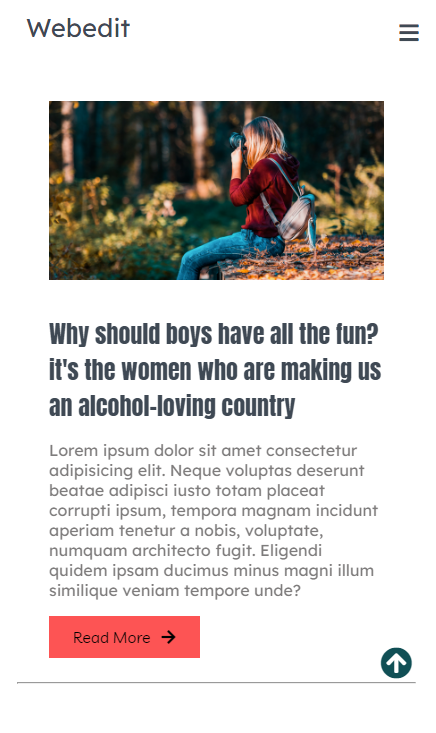 Webedit
Why should boys have all the fun?
it's the women who are making us
an alcohol-loving country
Lorem ipsum dolor sit amet consectetur
adipisicing elit. Neque voluptas deserunt
beatae adipisci iusto totam placeat
corrupti ipsum, tempora magnam incidunt
aperiam tenetur a nobis, voluptate,
numquam architecto fugit. Eligendi
quidem ipsam ducimus minus magni illum
similique veniam tempore unde?
Read More